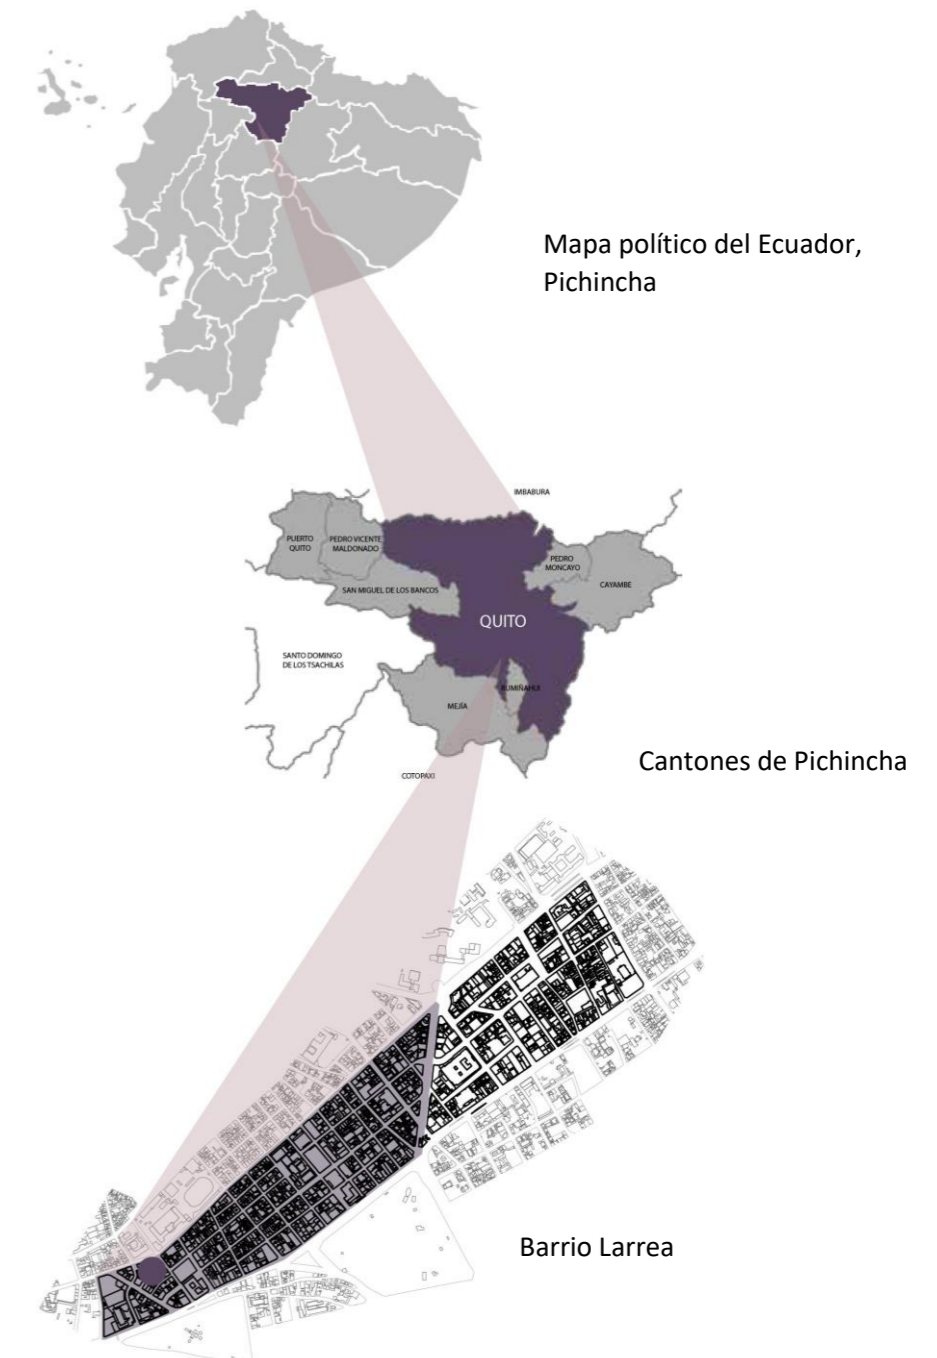 Mapa político del Ecuador,
Pichincha
IMBABURA
PUERTO
QUITO
PEDRO VICENTE
MALDONADO
PEDRO
MONCAYO
CAYAMBE
SAN MIGUEL DE LOS BANCOS
QUITO
SANTO DOMINGO
DE LOS TSACHILAS
RUMIÑAHUI
MEJÍA
COTOPAXI
Cantones de Pichincha
Barrio Larrea